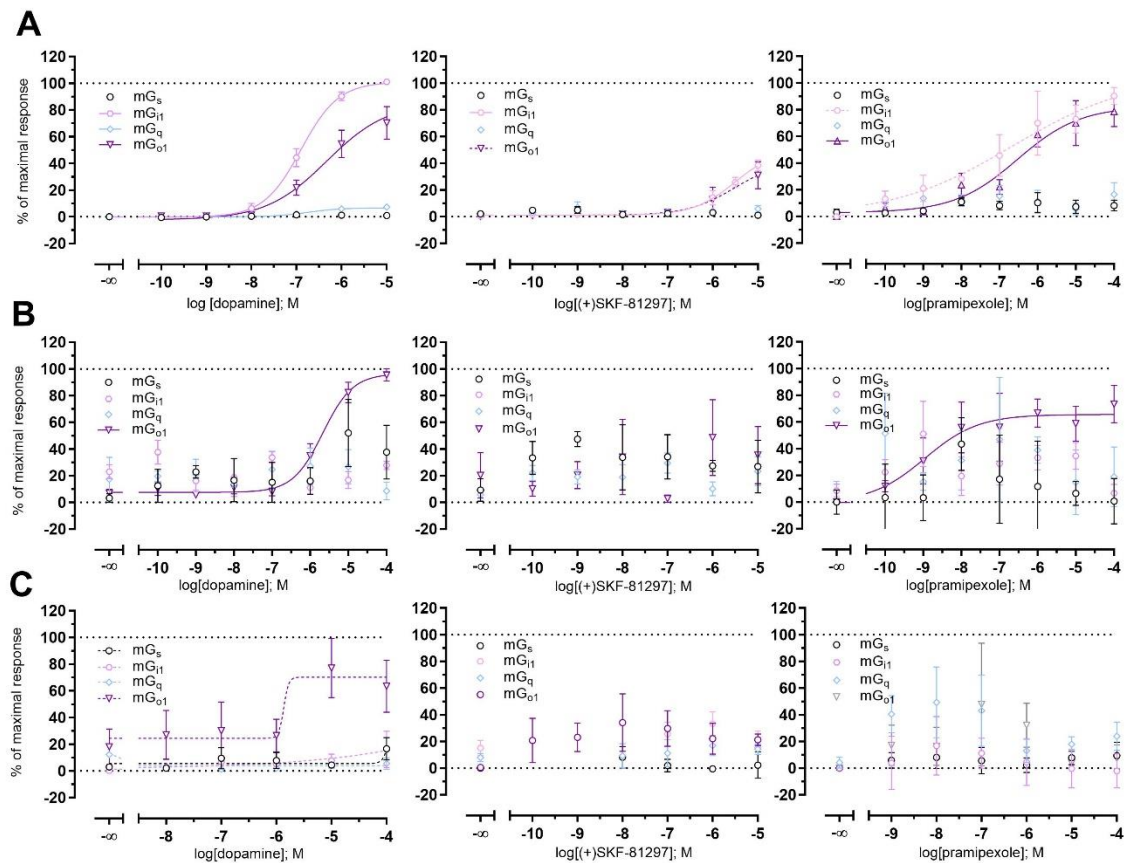 A
% of maximal response
120
100
80
60
40
20
0
-20
mGs
mGi1
mGq
mGo1
-∞ -10 -9 -8 -7 -6 -5
log [dopamine]; M
120
100
80
60
40
20
0
-20
mGs
mGi1
mGq
mGo1
-∞ -10 -9 -8 -7 -6 -5
log[(+)SKF-81297]; M
120
100
80
60
40
20
0
-20
mGs
mGi1
mGq
mGo1
-∞ -10 -9 -8 -7 -6 -5 -4
log[pramipexole]; M
B
% of maximal response
120
100
80
60
40
20
0
-20
mGs
mGi1
mGq
mGo1
-∞ -10 -9 -8 -7 -6 -5 -4
log[dopamine]; M
120
100
80
60
40
20
0
-20
mGs
mGi1
mGq
mGo1
-∞ -10 -9 -8 -7 -6 -5
log[(+)SKF-81297]; M
120
100
80
60
40
20
0
-20
mGs
mGi1
mGq
mGo1
-∞ -10 -9 -8 -7 -6 -5 -4
log[pramipexole]; M
C
% of maximal response
120
100
80
60
40
20
0
-20
mGs
mGi1
mGq
mGo1
-∞ -8 -7 -6 -5 -4
log[dopamine]; M
120
100
80
60
40
20
0
-20
mGs
mGi1
mGq
mGo1
-∞ -10 -9 -8 -7 -6 -5
log[(+)SKF-81297]; M
120
100
80
60
40
20
0
-20
mGs
mGi1
mGq
mGo1
-∞ -9 -8 -7 -6 -5 -4
log[pramipexole]; M